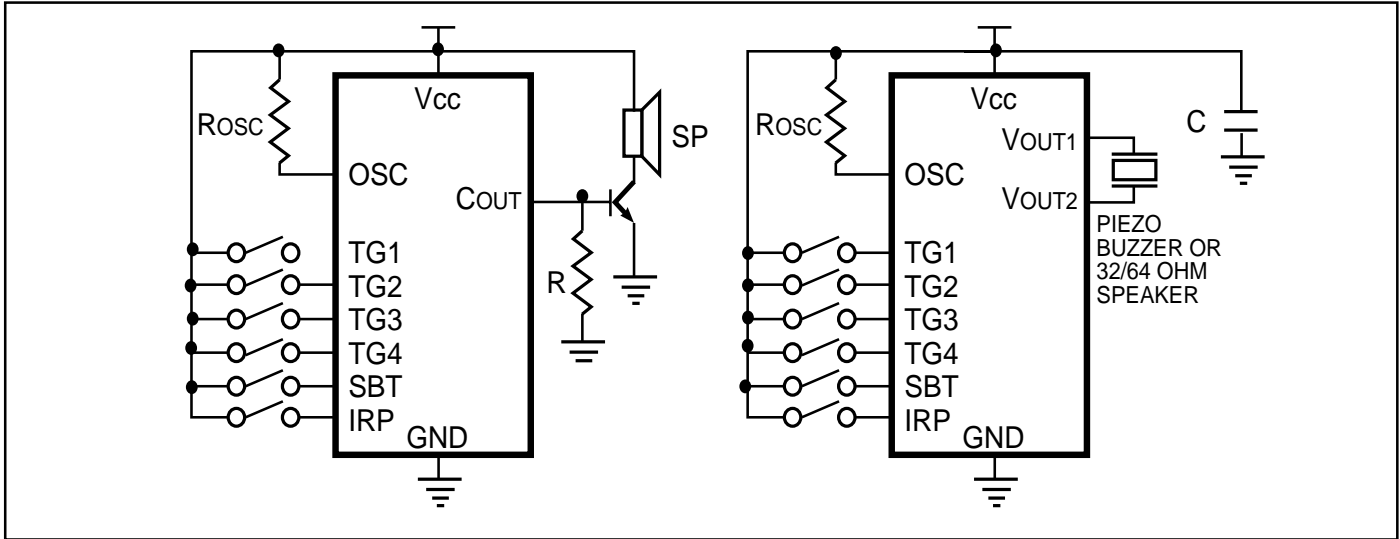 Vcc
ROSC
OSC
COUT
SP
R
TG1
TG2
TG3
TG4
SBT
IRP
GND
Vcc
ROSC
OSC
VOUT1
VOUT2
C
PIEZO
BUZZER OR
32/64 OHM
SPEAKER
TG1
TG2
TG3
TG4
SBT
IRP
GND